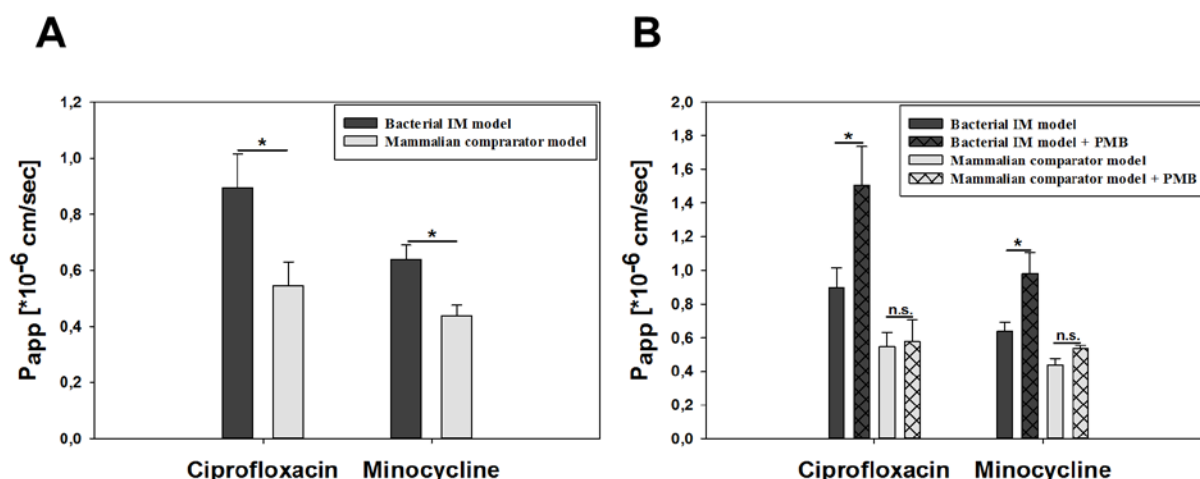 A
Papp [*10-6 cm/sec]
1,2
1,0
0,8
0,6
0,4
0,2
0,0
Bacterial IM model
Mammalian comprarator model
*
*
Ciprofloxacin Minocycline
B
Papp [*10-6 cm/sec]
2,0
1,8
1,6
1,4
1,2
1,0
0,8
0,6
0,4
0,2
0,0
Bacterial IM model
Bacterial IM model + PMB
Mammalian comparator model
Mammalian comparator model + PMB
*
n.s.
*
n.s.
Ciprofloxacin Minocycline